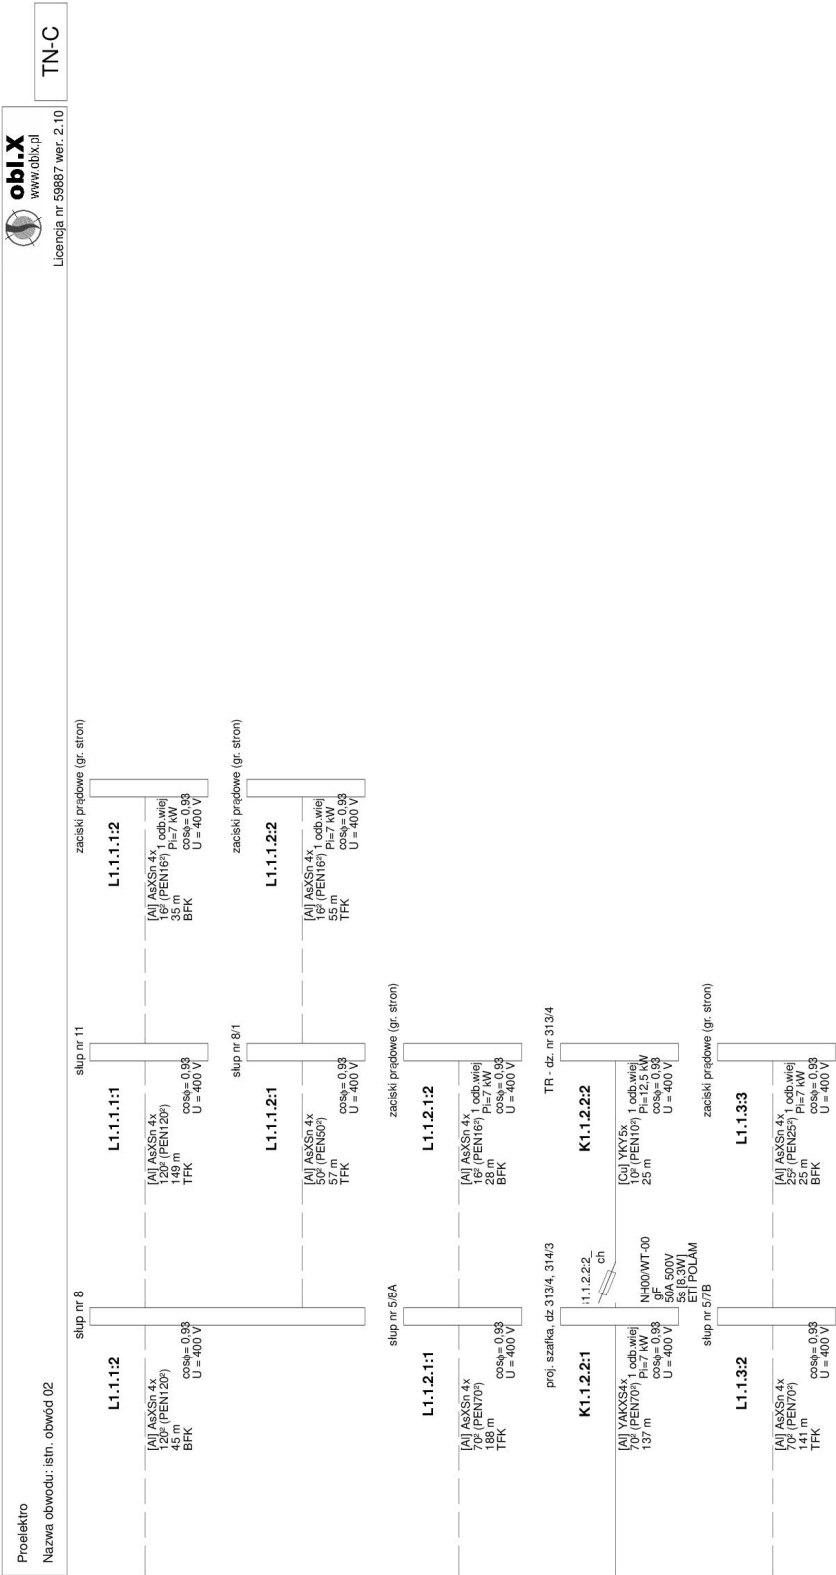 Proelektro
Nazwa obwodu: istn. obwód 02
obl.X
www.oblx.pl
Licencja nr 59887 wer. 2.10
TN-C
słup nr 8
L1.1.1:2
[Al] AsXSn 4x
120² (PEN120²)
45 m
BFK
cosϕ= 0,93
U = 400 V
słup nr 11
L1.1.1.1:1
[Al] AsXSn 4x
120² (PEN120²)
149 m
TFK
cosϕ= 0,93
U = 400 V
zaciski prądowe (gr. stron)
L1.1.1.1:2
[Al] AsXSn 4x
16² (PEN16²) 1 odb.wiej
35 m
BFK
Pi=7 kW
cosϕ= 0,93
U = 400 V
słup nr 8/1
L1.1.1.2:1
[Al] AsXSn 4x
50² (PEN50²)
57 m
TFK
cosϕ= 0,93
U = 400 V
zaciski prądowe (gr. stron)
L1.1.1.2:2
[Al] AsXSn 4x
16² (PEN16²) 1 odb.wiej
55 m
TFK
Pi=7 kW
cosϕ= 0,93
U = 400 V
słup nr 5/6A
L1.1.2.1:1
[Al] AsXSn 4x
70² (PEN70²)
188 m
TFK
cosϕ= 0,93
U = 400 V
zaciski prądowe (gr. stron)
L1.1.2.1:2
[Al] AsXSn 4x
16² (PEN16²) 1 odb.wiej
28 m
BFK
Pi=7 kW
cosϕ= 0,93
U = 400 V
proj. szafka, dz 313/4, 314/3
K1.1.2.2:1
[Al] YAKXS4x
70² (PEN70²) 1 odb.wiej
137 m
Pi=7 kW
cosϕ= 0,93
U = 400 V
1.1.2.2:2_
ch
NH00/WT-00
gF
50A 500V
5s [8,3W]
ETI POLAM
TR - dz. nr 313/4
K1.1.2.2:2
[Cu] YKY5x
10² (PEN10²) 1 odb.wiej
25 m
Pi=12,5 kW
cosϕ= 0,93
U = 400 V
słup nr 5/7B
L1.1.3:2
[Al] AsXSn 4x
70² (PEN70²)
141 m
BFK
cosϕ= 0,93
U = 400 V
zaciski prądowe (gr. stron)
L1.1.3:3
[Al] AsXSn 4x
25² (PEN25²) 1 odb.wiej
25 m
BFK
Pi=7 kW
cosϕ= 0,93
U = 400 V